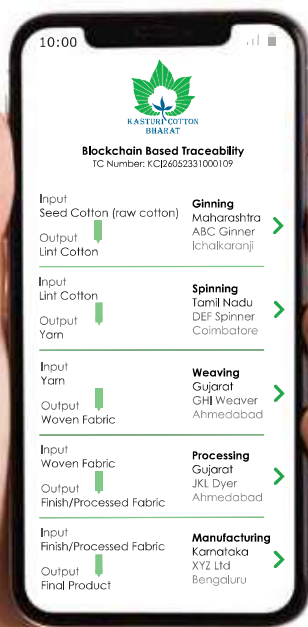 10:00
KASTURI COTTON
BHARAT
Blockchain Based Traceability
TC Number: KC|26052331000109
Input
Seed Cotton (raw cotton)
Output
Lint Cotton
Ginning
Maharashtra
ABC Ginner
Ichalkaranji
Input
Lint Cotton
Output
Yarn
Spinning
Tamil Nadu
DEF Spinner
Coimbatore
Input
Yarn
Output
Woven Fabric
Weaving
Gujarat
GHI Weaver
Ahmedabad
Input
Woven Fabric
Output
Finish/Processed Fabric
Processing
Gujarat
JKL Dyer
Ahmedabad
Input
Finish/Processed Fabric
Output
Final Product
Manufacturing
Karnataka
XYZ Ltd
Bengaluru